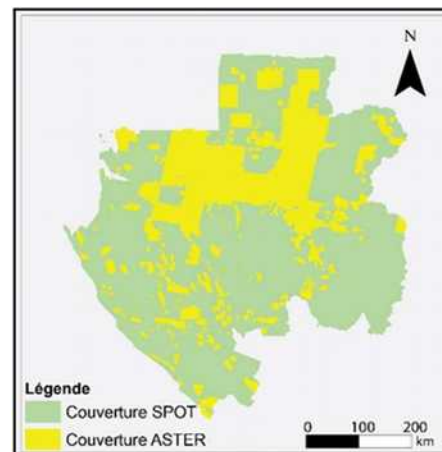 N
Légende
Couverture SPOT
Couverture ASTER
0 100 200
km